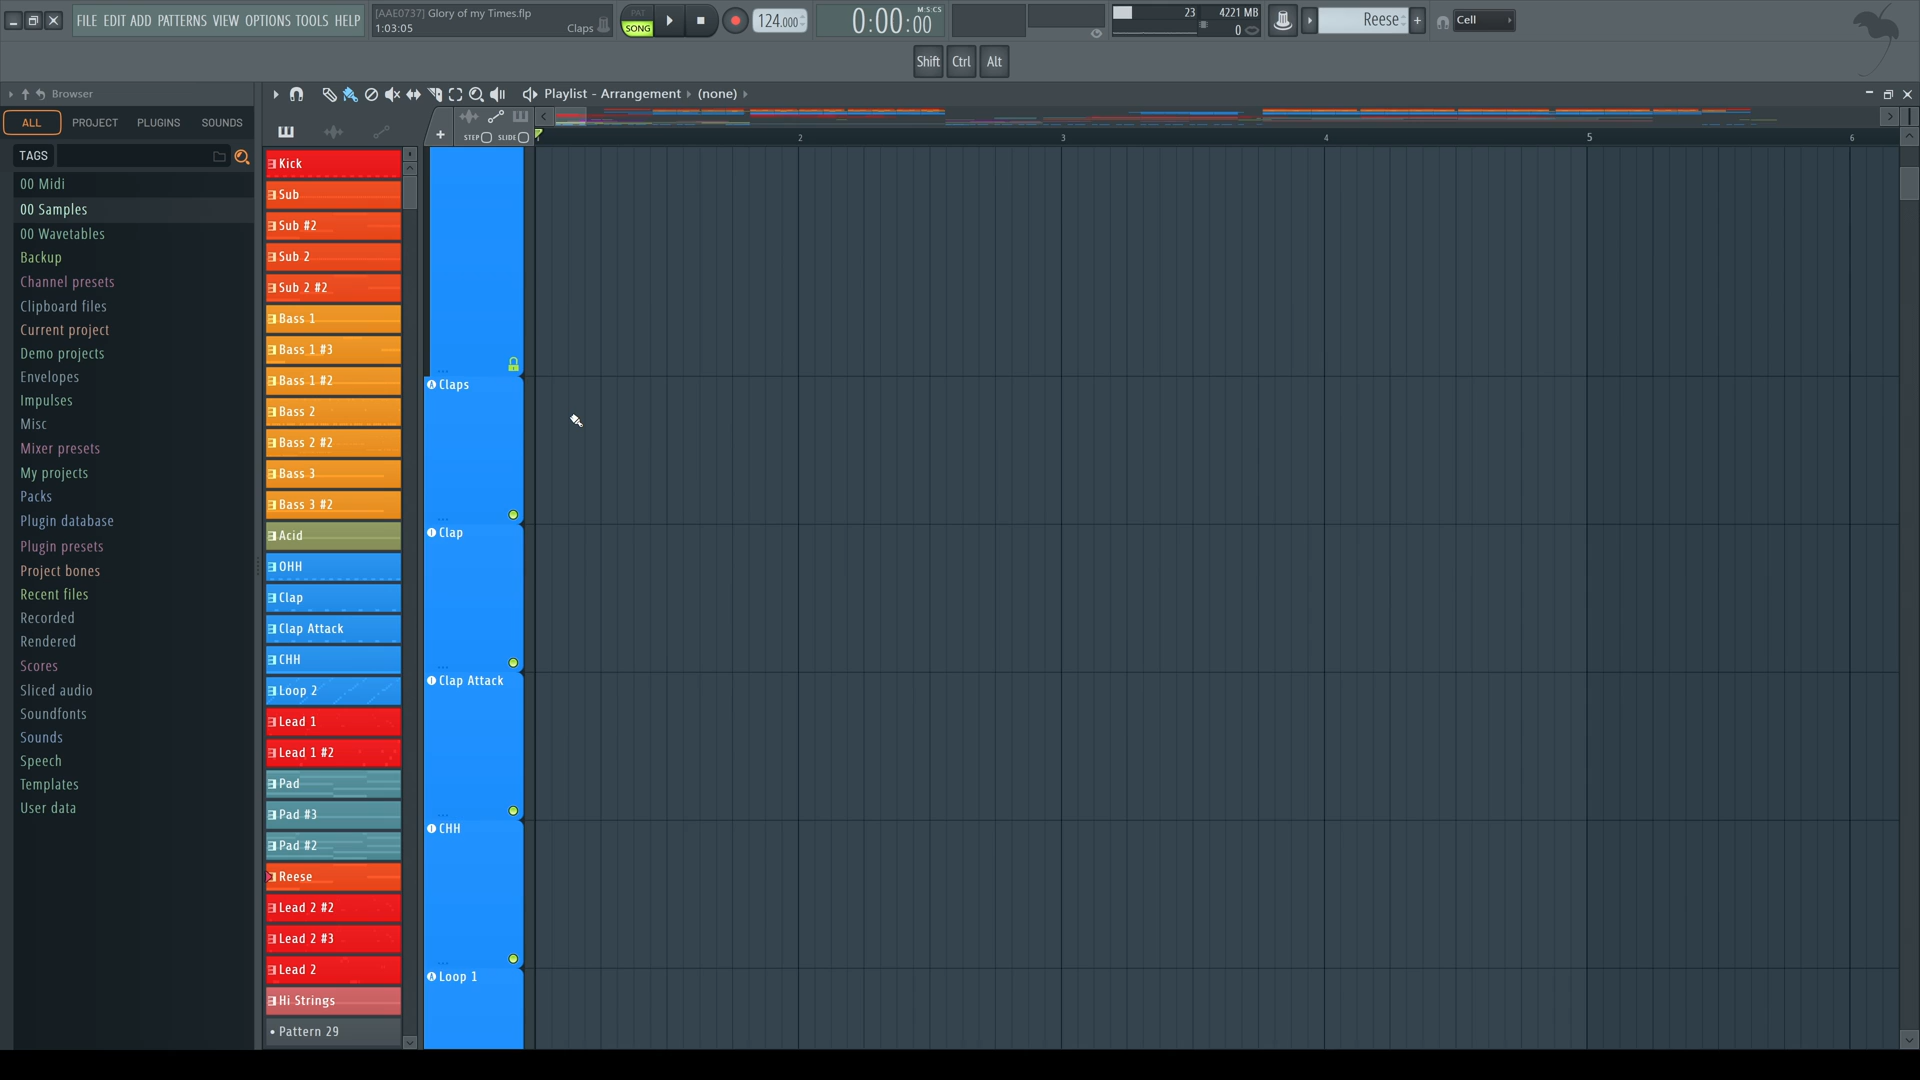 FILE EDIT ADD PATTERNS VIEW OPTIONS TOOLS HELP
[AAE0737] Glory of my Times.flp
1:03:05
Claps
PAT
SONG
124.000
0:00:00
M:S:CS
23
4221 MB
0
Reese
Cell
Shift
Ctrl
Alt
Browser
Playlist - Arrangement
(none)
ALL
PROJECT
PLUGINS
SOUNDS
STEP
SLIDE
1
2
3
4
5
6
TAGS
00 Midi
00 Samples
00 Wavetables
Backup
Channel presets
Clipboard files
Current project
Demo projects
Envelopes
Impulses
Misc
Mixer presets
My projects
Packs
Plugin database
Plugin presets
Project bones
Recent files
Recorded
Rendered
Scores
Sliced audio
Soundfonts
Sounds
Speech
Templates
User data
Kick
Sub
Sub #2
Sub 2
Sub 2 #2
Bass 1
Bass 1 #3
Bass 1 #2
Bass 2
Bass 2 #2
Bass 3
Bass 3 #2
Acid
OHH
Clap
Clap Attack
CHH
Loop 2
Lead 1
Lead 1 #2
Pad
Pad #3
Pad #2
Reese
Lead 2 #2
Lead 2 #3
Lead 2
Hi Strings
Pattern 29
Claps
Clap
Clap Attack
CHH
Loop 1